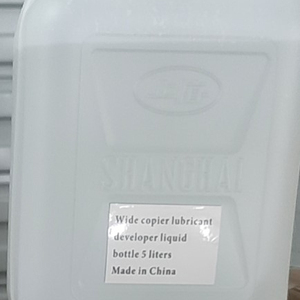 SHANGHAI
Wide copier lubricant
developer liquid
bottle 5 liters
Made in China